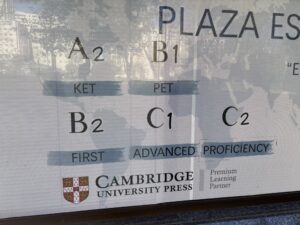 PLAZA ES
"E
A2 B1
KET PET
B2 C1 C2
FIRST ADVANCED PROFICIENCY
CAMBRIDGE
UNIVERSITY PRESS
Premium
Learning
Partner